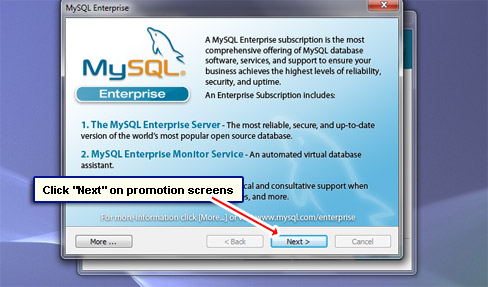 MySQL Enterprise
MySQL®
Enterprise
A MySQL Enterprise subscription is the most
comprehensive offering of MySQL database
software, services, and support to ensure your
business achieves the highest levels of reliability,
security, and uptime.
An Enterprise Subscription includes:
1. The MySQL Enterprise Server - The most reliable, secure, and up-to-date
version of the world's most popular open source database.
2. MySQL Enterprise Monitor Service - An automated virtual database
assistant.
Click "Next" on promotion screens
cal and consultative support when
es, and more.
For more information click [More...] or www.mysql.com/enterprise
More ...
< Back
Next >
Cancel